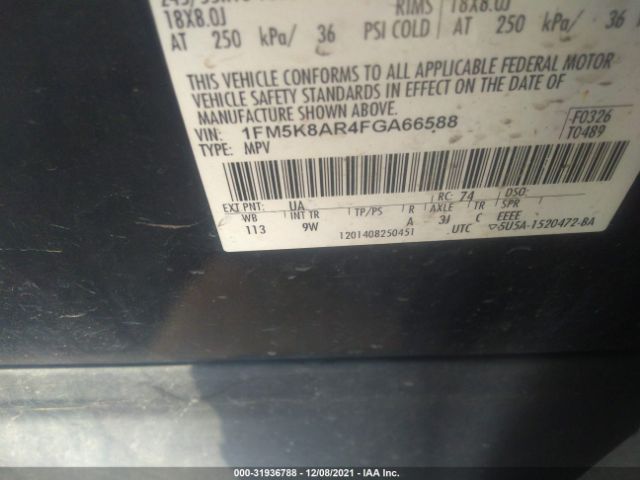 18X8.0J RIMS 18X8.0J
AT 250 kPa/ 36 PSI COLD AT 250 kPa/ 36
THIS VEHICLE CONFORMS TO ALL APPLICABLE FEDERAL MOTOR
VEHICLE SAFETY STANDARDS IN EFFECT ON THE DATE OF
MANUFACTURE SHOWN ABOVE.
VIN: 1FM5K8AR4FGA66588 F0326
TYPE: MPV T0489
EXT PNT: UA RC: 74 DSO:
WB INT TR TP/PS R AXLE TR SPR
113 9W A 3J C EEEE
1201408250451 UTC ▽5U5A-1520472-BA
000-31936788 - 12/08/2021 - IAA Inc.